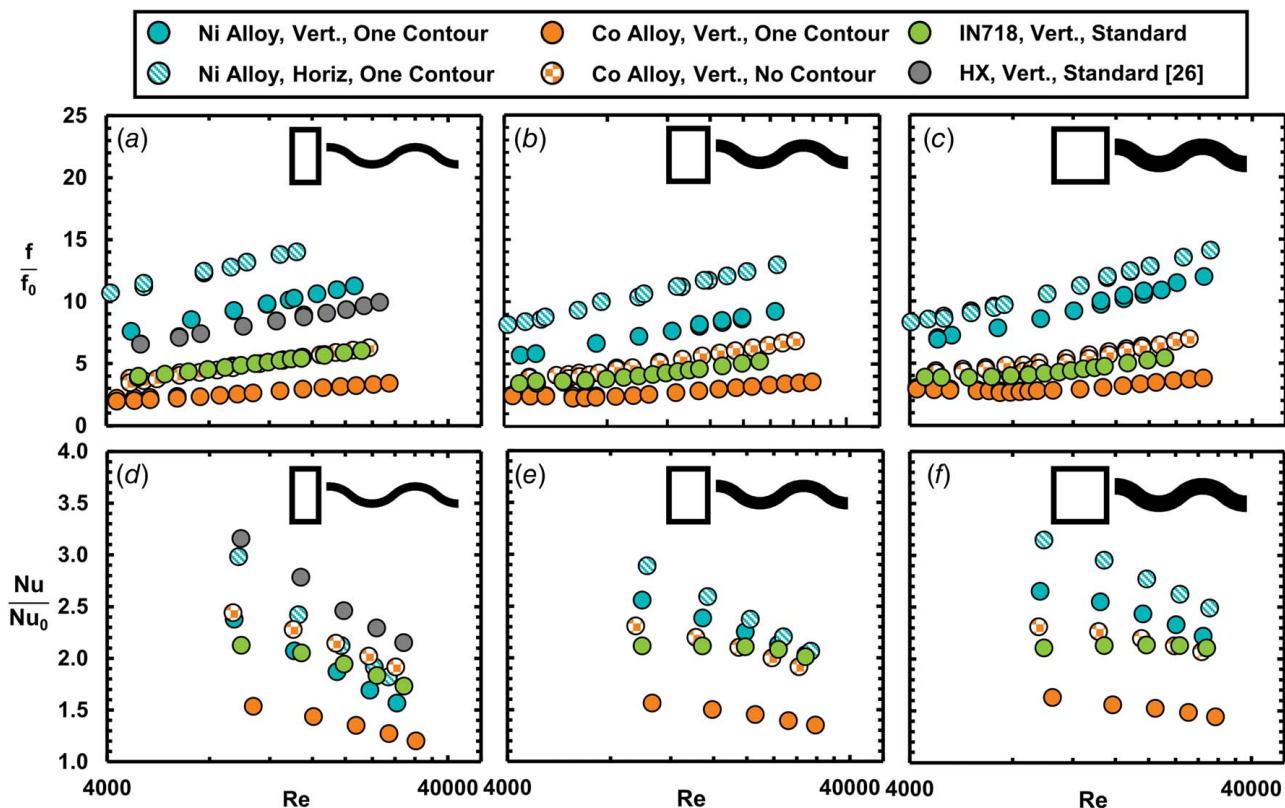 Ni Alloy, Vert., One Contour
Co Alloy, Vert., One Contour
IN718, Vert., Standard
Ni Alloy, Horiz, One Contour
Co Alloy, Vert., No Contour
HX, Vert., Standard [26]
25
20
15
10
5
0
f
f0
(a)
(b)
(c)
4.0
3.5
3.0
2.5
2.0
1.5
1.0
Nu
Nu0
(d)
(e)
(f)
4000
Re
40000
4000
Re
40000
4000
Re
40000